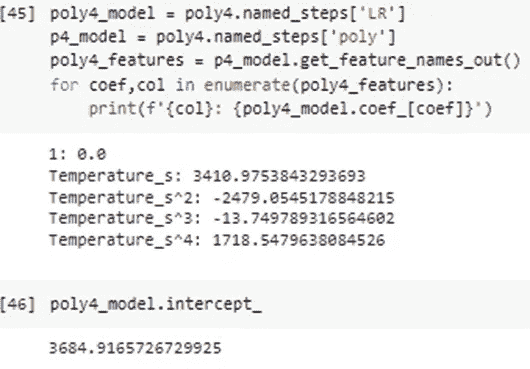 [45] poly4_model = poly4.named_steps['LR']
p4_model = poly4.named_steps['poly']
poly4_features = p4_model.get_feature_names_out()
for coef,col in enumerate(poly4_features):
print(f'{col}: {poly4_model.coef_[coef]}')
1: 0.0
Temperature_s: 3410.9753843293693
Temperature_s^2: -2479.0545178848215
Temperature_s^3: -13.749789316564602
Temperature_s^4: 1718.5479638084526
[46] poly4_model.intercept_
3684.9165726729925